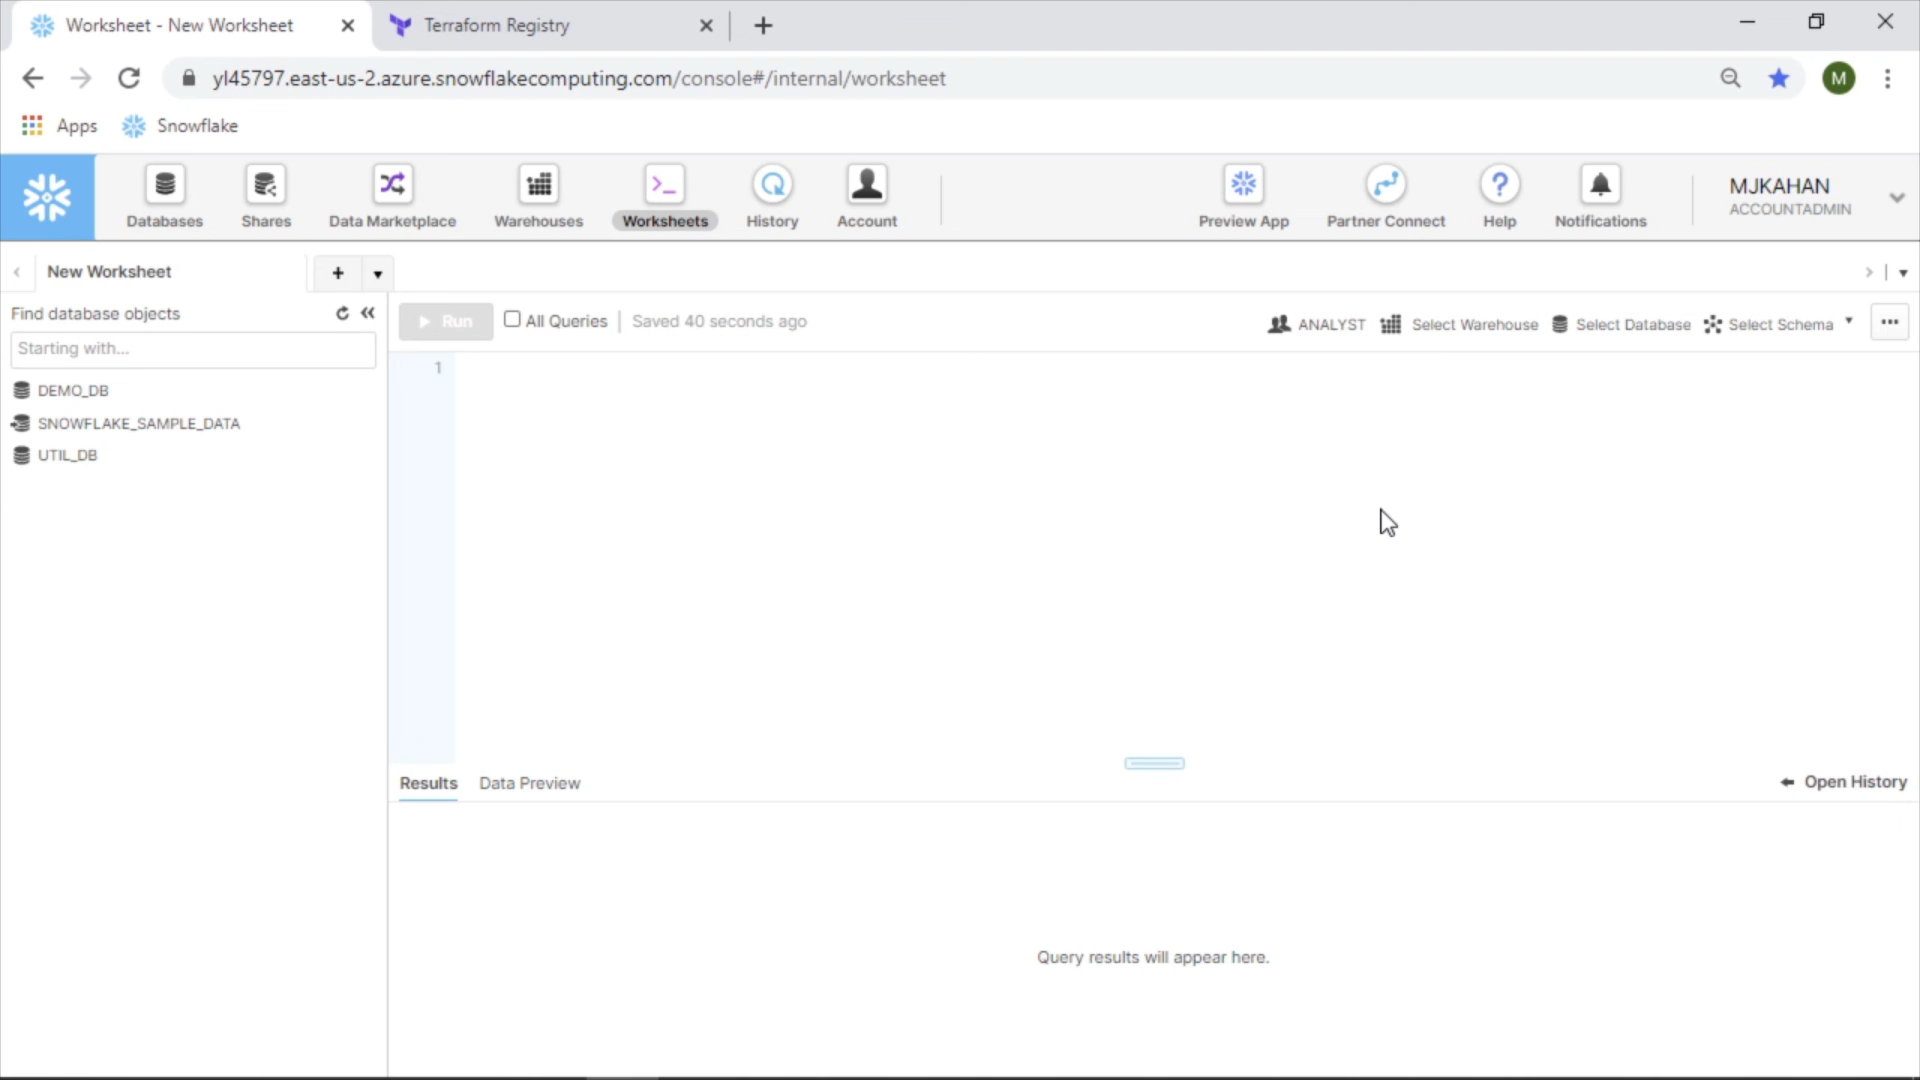 Worksheet - New Worksheet
Terraform Registry
yl45797.east-us-2.azure.snowflakecomputing.com/console#/internal/worksheet
M
Apps
Snowflake
Databases
Shares
Data Marketplace
Warehouses
Worksheets
History
Account
Preview App
Partner Connect
Help
Notifications
MJKAHAN
ACCOUNTADMIN
New Worksheet
Find database objects
Starting with...
DEMO_DB
SNOWFLAKE_SAMPLE_DATA
UTIL_DB
Run
All Queries
Saved 40 seconds ago
ANALYST
Select Warehouse
Select Database
Select Schema
1
Results
Data Preview
Open History
Query results will appear here.